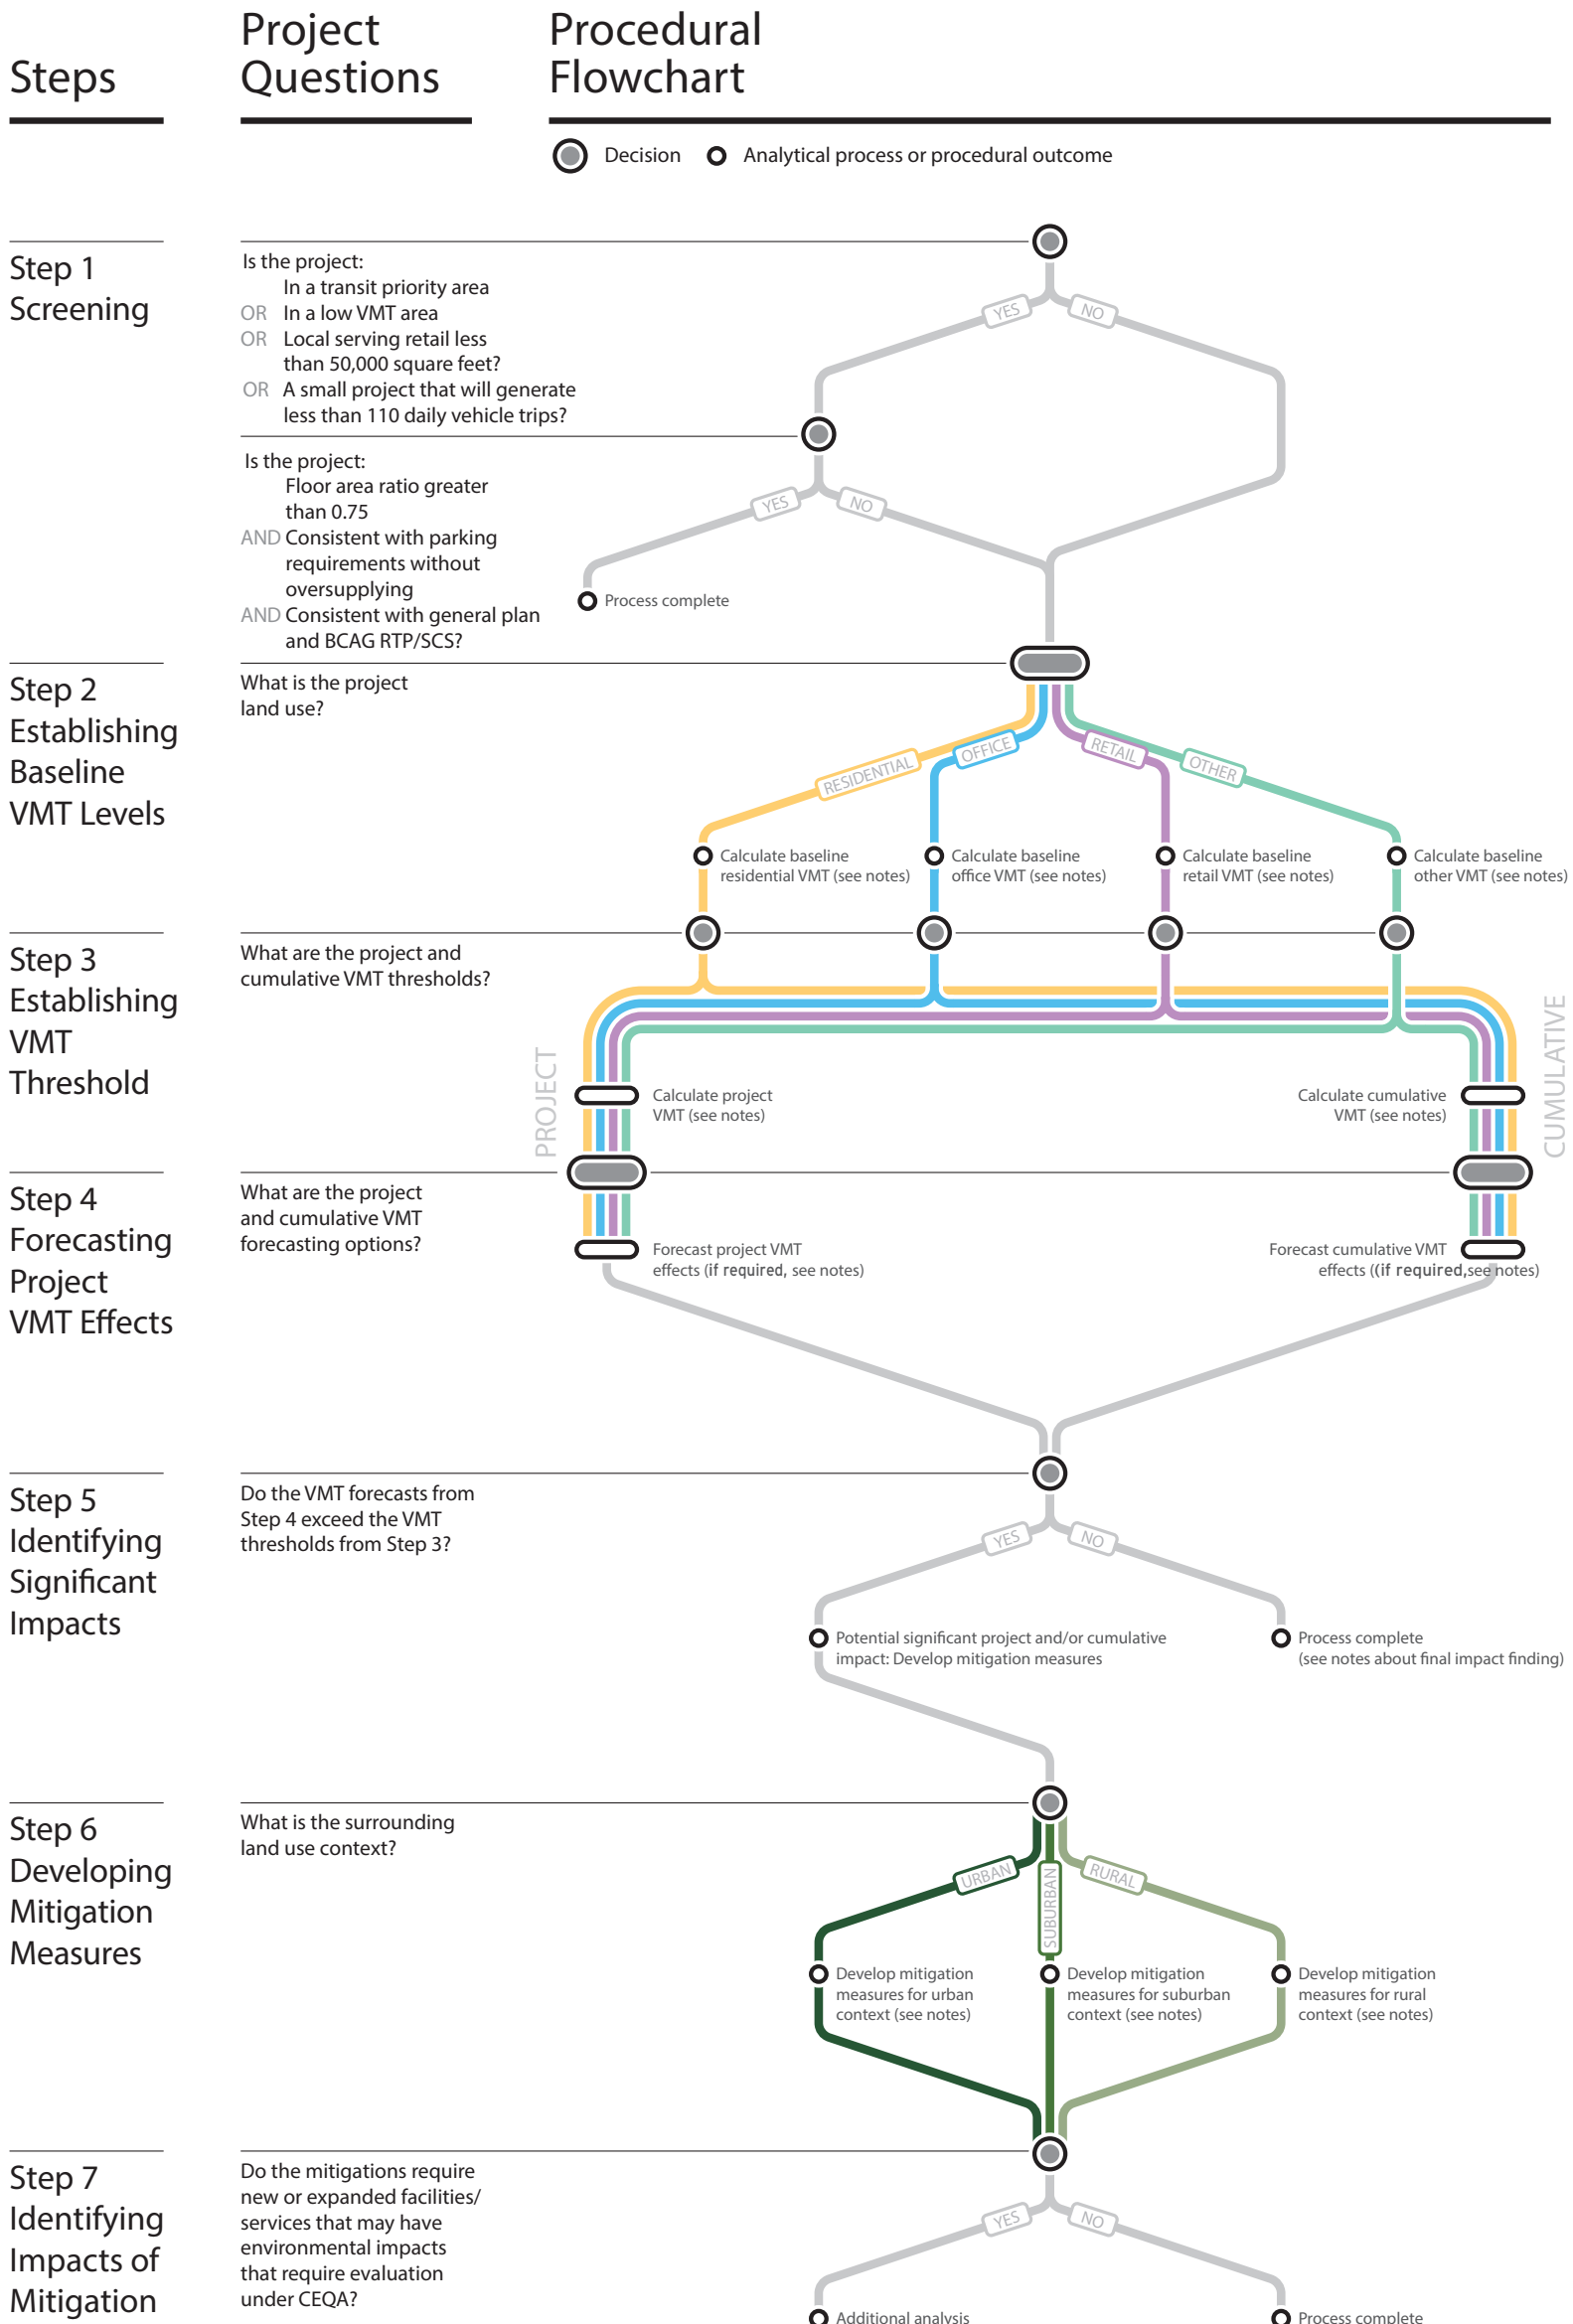 Steps
Project
Questions
Procedural
Flowchart
Decision
Analytical process or procedural outcome
Step 1
Screening
Is the project:
In a transit priority area
OR In a low VMT area
OR Local serving retail less
than 50,000 square feet?
OR A small project that will generate
less than 110 daily vehicle trips?
YES
NO
Is the project:
Floor area ratio greater
than 0.75
AND Consistent with parking
requirements without
oversupplying
AND Consistent with general plan
and BCAG RTP/SCS?
YES
NO
Process complete
Step 2
Establishing
Baseline
VMT Levels
What is the project
land use?
RESIDENTIAL
OFFICE
RETAIL
OTHER
Calculate baseline
residential VMT (see notes)
Calculate baseline
office VMT (see notes)
Calculate baseline
retail VMT (see notes)
Calculate baseline
other VMT (see notes)
Step 3
Establishing
VMT
Threshold
What are the project and
cumulative VMT thresholds?
PROJECT
Calculate project
VMT (see notes)
Calculate cumulative
VMT (see notes)
CUMULATIVE
Step 4
Forecasting
Project
VMT Effects
What are the project
and cumulative VMT
forecasting options?
Forecast project VMT
effects (if required, see notes)
Forecast cumulative VMT
effects ((if required,see notes)
Step 5
Identifying
Significant
Impacts
Do the VMT forecasts from
Step 4 exceed the VMT
thresholds from Step 3?
YES
NO
Potential significant project and/or cumulative
impact: Develop mitigation measures
Process complete
(see notes about final impact finding)
Step 6
Developing
Mitigation
Measures
What is the surrounding
land use context?
URBAN
SUBURBAN
RURAL
Develop mitigation
measures for urban
context (see notes)
Develop mitigation
measures for suburban
context (see notes)
Develop mitigation
measures for rural
context (see notes)
Step 7
Identifying
Impacts of
Mitigation
Do the mitigations require
new or expanded facilities/
services that may have
environmental impacts
that require evaluation
under CEQA?
YES
NO
Additional analysis
Process complete